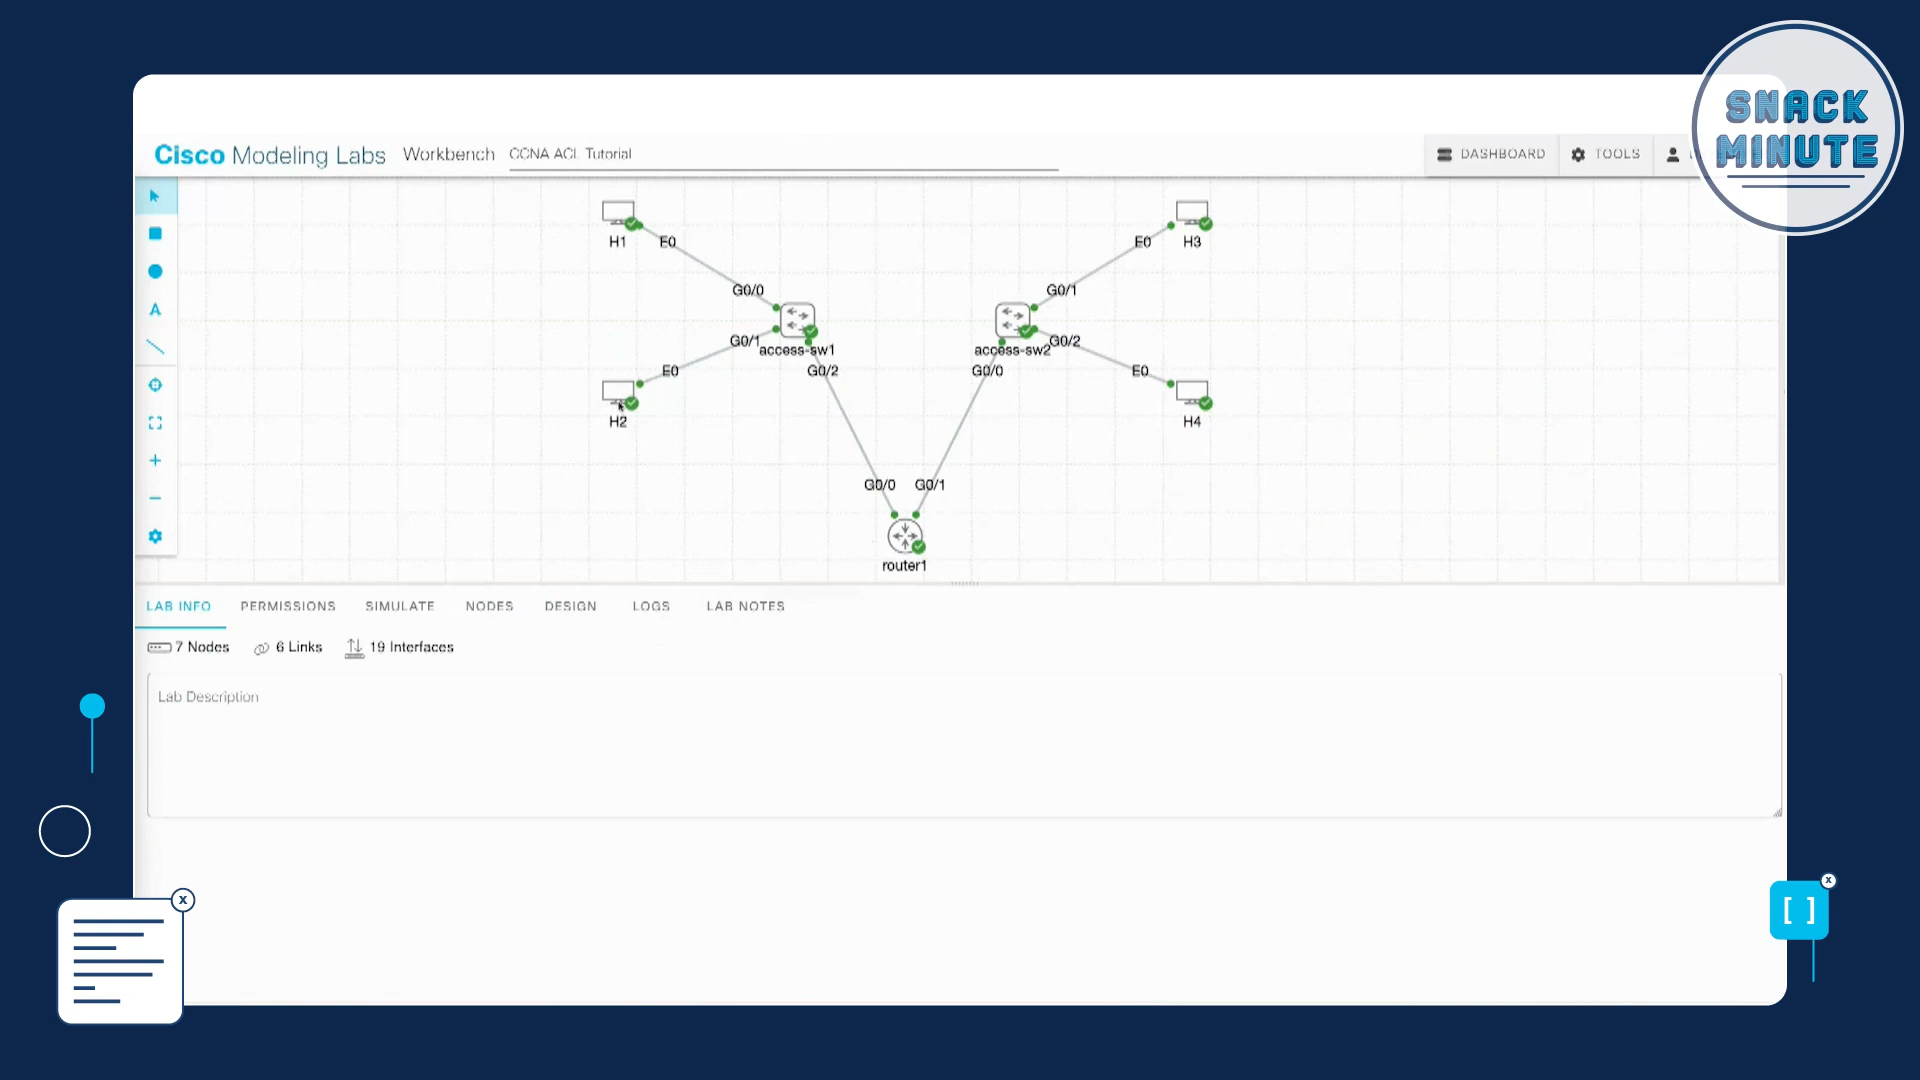 SNACK
MINUTE
Cisco Modeling Labs Workbench CCNA ACL Tutorial
DASHBOARD TOOLS
H1 E0 E0 H3
G0/0 G0/1
G0/1 access-sw1 access-sw2 G0/2
E0 G0/2 G0/0 E0
H2 H4
G0/0 G0/1
router1
LAB INFO PERMISSIONS SIMULATE NODES DESIGN LOGS LAB NOTES
7 Nodes 6 Links 19 Interfaces
Lab Description
x
x
[ ]
A